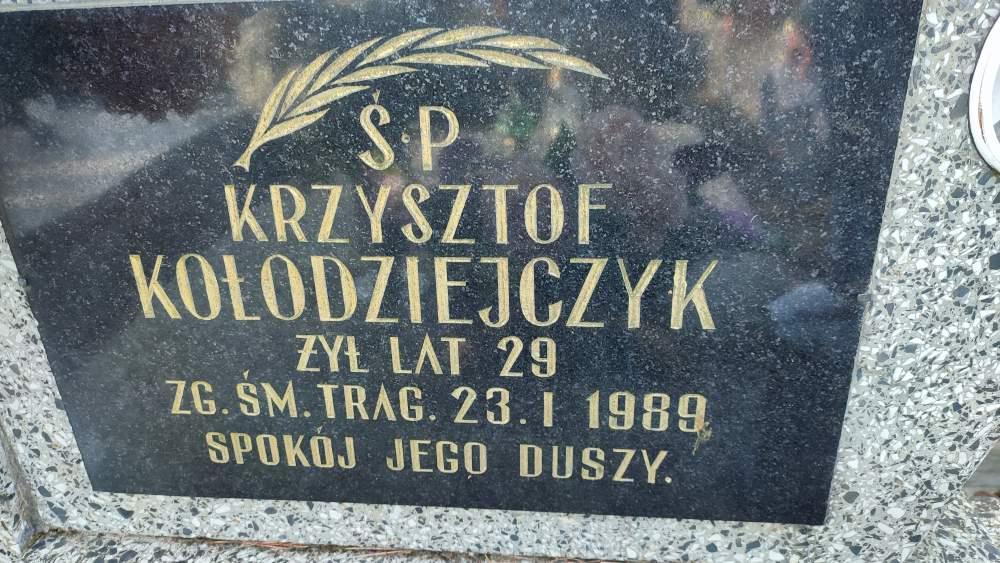 Ś.P
KRZYSZTOF
KOŁODZIEJCZYK
ŻYŁ LAT 29
ZG. ŚM. TRAG. 23. I 1989
SPOKÓJ JEGO DUSZY.